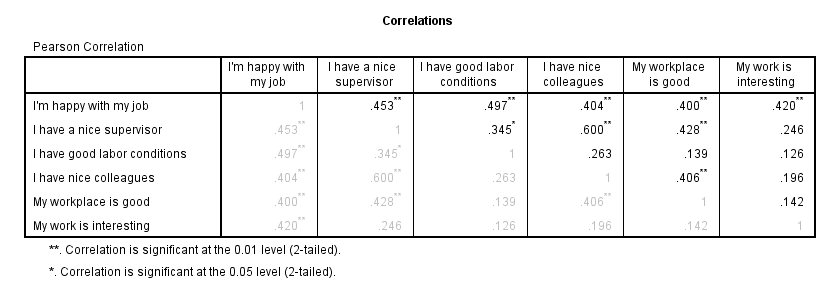 Correlations
Pearson Correlation
I'm happy with my job I have a nice supervisor I have good labor conditions I have nice colleagues My workplace is good My work is interesting
I'm happy with my job 1 .453** .497** .404** .400** .420**
I have a nice supervisor .453** 1 .345* .600** .428** .246
I have good labor conditions .497** .345* 1 .263 .139 .126
I have nice colleagues .404** .600** .263 1 .406** .196
My workplace is good .400** .428** .139 .406** 1 .142
My work is interesting .420** .246 .126 .196 .142 1
**. Correlation is significant at the 0.01 level (2-tailed).
*. Correlation is significant at the 0.05 level (2-tailed).